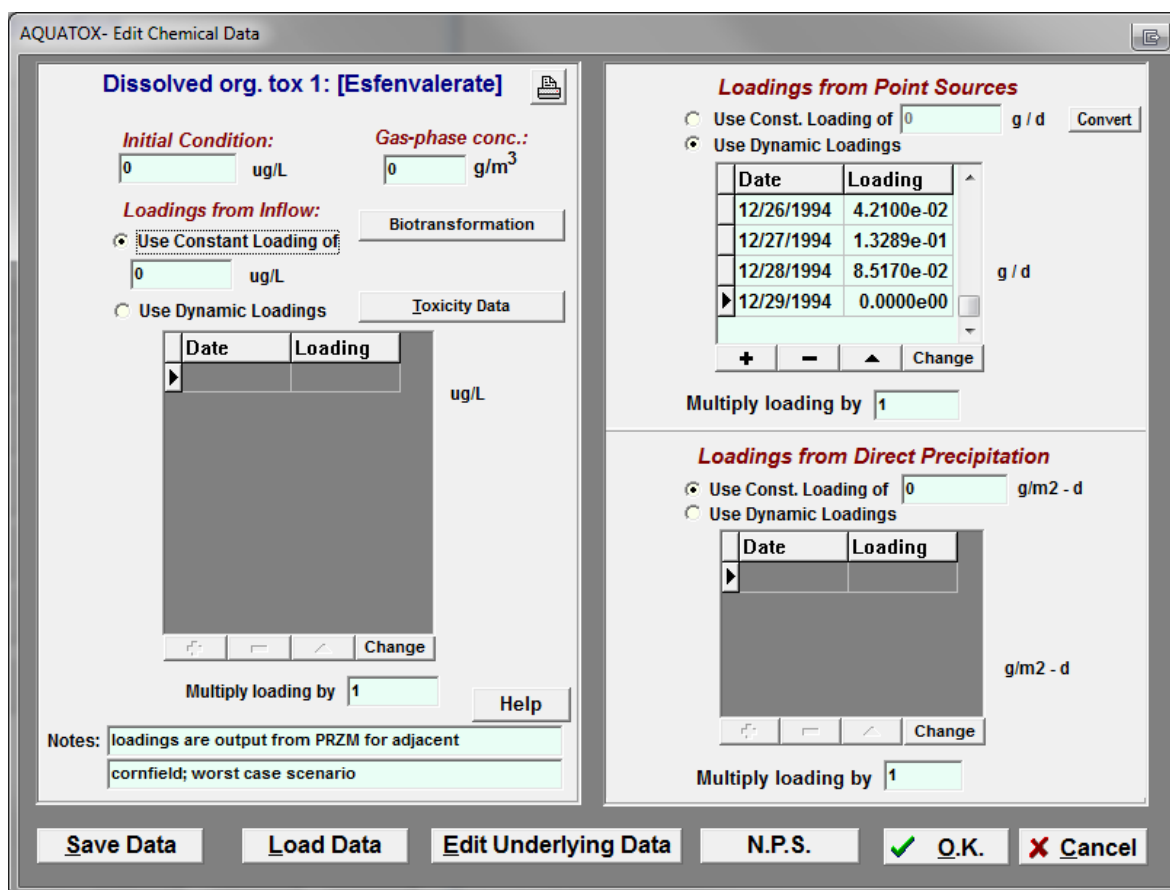 AQUATOX- Edit Chemical Data
Dissolved org. tox 1: [Esfenvalerate]
Initial Condition:
0 ug/L
Gas-phase conc.:
0 g/m3
Loadings from Inflow:
Use Constant Loading of
0 ug/L
Use Dynamic Loadings
Biotransformation
Toxicity Data
Date Loading
ug/L
Change
Multiply loading by 1
Help
Notes: loadings are output from PRZM for adjacent
cornfield; worst case scenario
Loadings from Point Sources
Use Const. Loading of 0 g / d Convert
Use Dynamic Loadings
Date Loading
12/26/1994 4.2100e-02
12/27/1994 1.3289e-01
12/28/1994 8.5170e-02
12/29/1994 0.0000e00
g / d
Change
Multiply loading by 1
Loadings from Direct Precipitation
Use Const. Loading of 0 g/m2 - d
Use Dynamic Loadings
Date Loading
g/m2 - d
Change
Multiply loading by 1
Save Data Load Data Edit Underlying Data N.P.S. O.K. Cancel